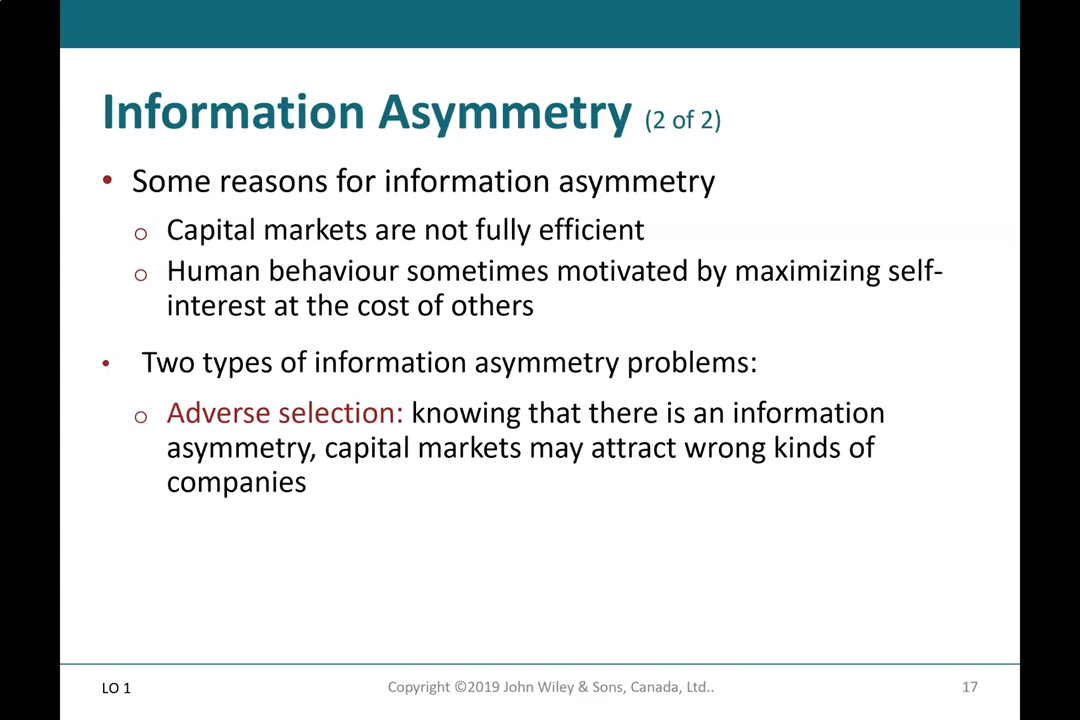 Information Asymmetry (2 of 2)
• Some reasons for information asymmetry
o Capital markets are not fully efficient
o Human behaviour sometimes motivated by maximizing self-
interest at the cost of others
• Two types of information asymmetry problems:
o Adverse selection: knowing that there is an information
asymmetry, capital markets may attract wrong kinds of
companies
LO 1
Copyright ©2019 John Wiley & Sons, Canada, Ltd..
17